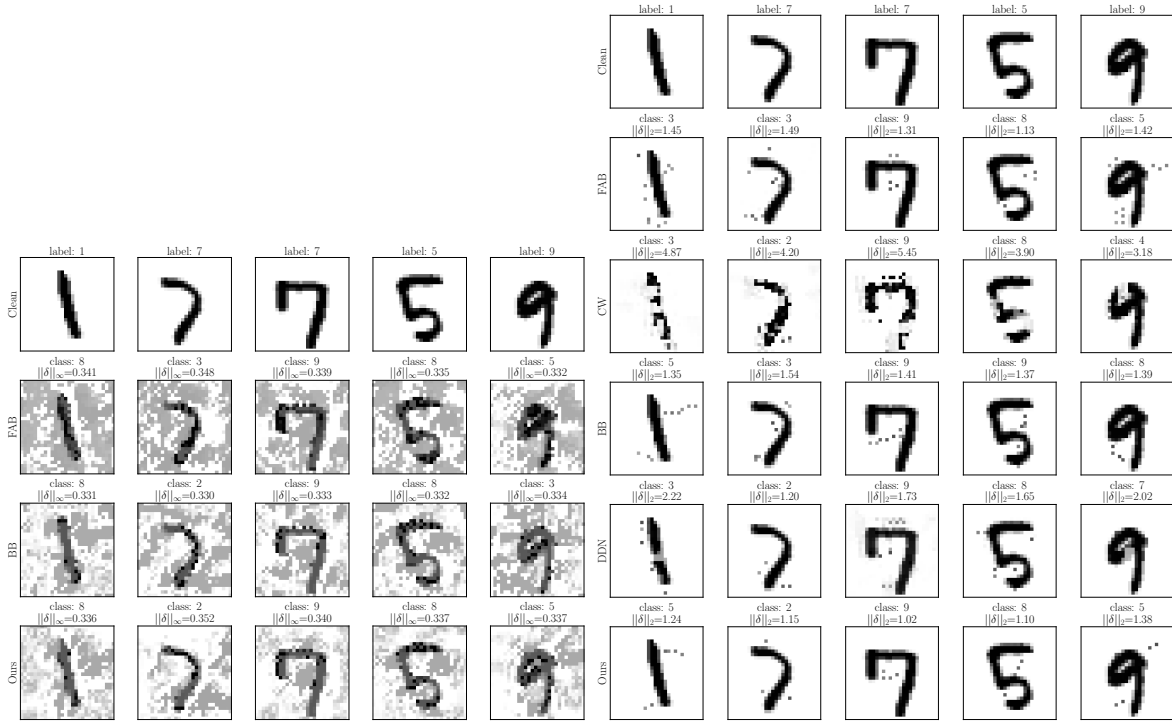 label: 1 label: 7 label: 7 label: 5 label: 9
Clean
class: 8 class: 3 class: 9 class: 8 class: 5
||δ||∞=0.341 ||δ||∞=0.348 ||δ||∞=0.339 ||δ||∞=0.335 ||δ||∞=0.332
FAB
class: 8 class: 2 class: 9 class: 8 class: 3
||δ||∞=0.331 ||δ||∞=0.330 ||δ||∞=0.333 ||δ||∞=0.332 ||δ||∞=0.334
BB
class: 8 class: 2 class: 9 class: 8 class: 5
||δ||∞=0.336 ||δ||∞=0.352 ||δ||∞=0.340 ||δ||∞=0.337 ||δ||∞=0.337
Ours
label: 1 label: 7 label: 7 label: 5 label: 9
Clean
class: 3 class: 3 class: 9 class: 8 class: 5
||δ||₂=1.45 ||δ||₂=1.49 ||δ||₂=1.31 ||δ||₂=1.13 ||δ||₂=1.42
FAB
class: 3 class: 2 class: 9 class: 8 class: 4
||δ||₂=4.87 ||δ||₂=4.20 ||δ||₂=5.45 ||δ||₂=3.90 ||δ||₂=3.18
CW
class: 5 class: 3 class: 9 class: 9 class: 8
||δ||₂=1.35 ||δ||₂=1.54 ||δ||₂=1.41 ||δ||₂=1.37 ||δ||₂=1.39
BB
class: 3 class: 2 class: 9 class: 8 class: 7
||δ||₂=2.22 ||δ||₂=1.20 ||δ||₂=1.73 ||δ||₂=1.65 ||δ||₂=2.02
DDN
class: 5 class: 2 class: 9 class: 8 class: 5
||δ||₂=1.24 ||δ||₂=1.15 ||δ||₂=1.02 ||δ||₂=1.10 ||δ||₂=1.38
Ours